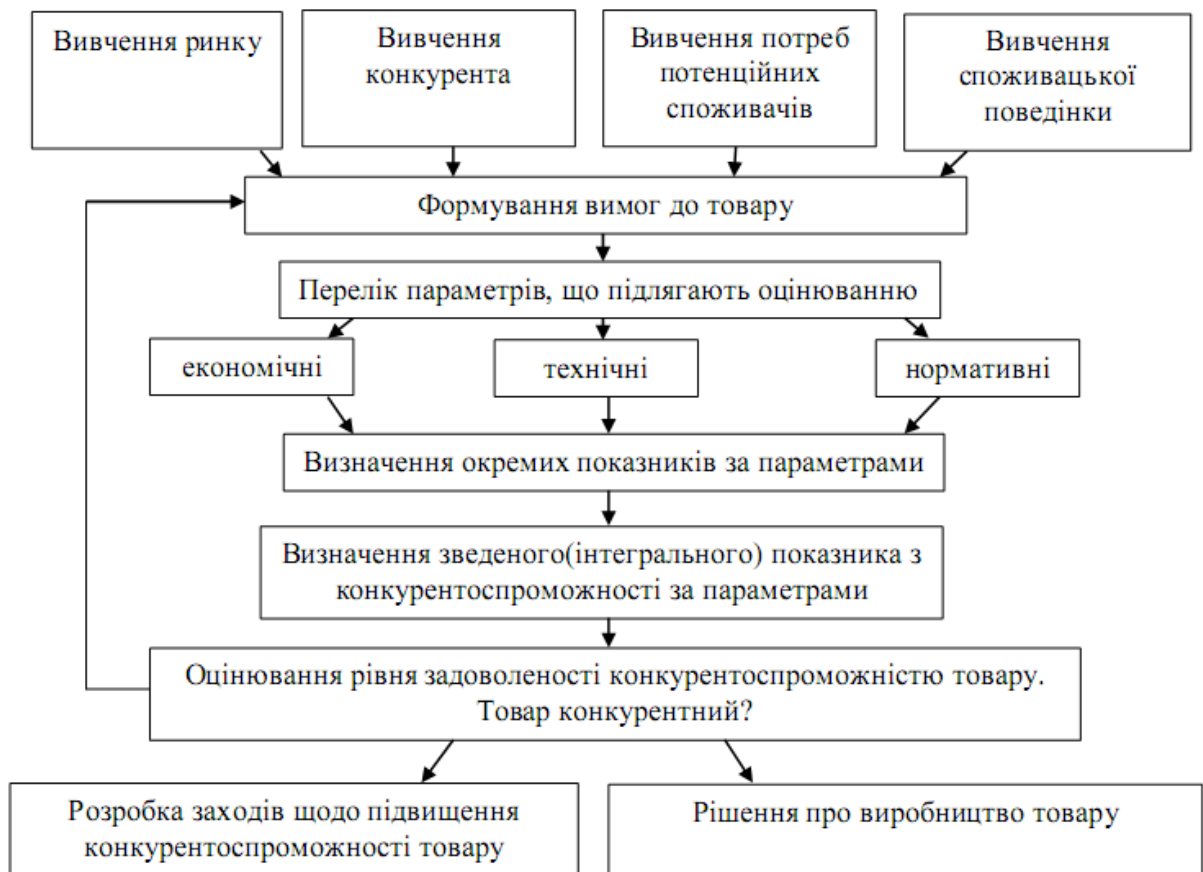 Вивчення ринку
Вивчення
конкурента
Вивчення потреб
потенційних
споживачів
Вивчення
споживацької
поведінки
Формування вимог до товару
Перелік параметрів, що підлягають оцінюванню
економічні
технічні
нормативні
Визначення окремих показників за параметрами
Визначення зведеного(інтегрального) показника з
конкурентоспроможності за параметрами
Оцінювання рівня задоволеності конкурентоспроможністю товару.
Товар конкурентний?
Розробка заходів щодо підвищення
конкурентоспроможності товару
Рішення про виробництво товару